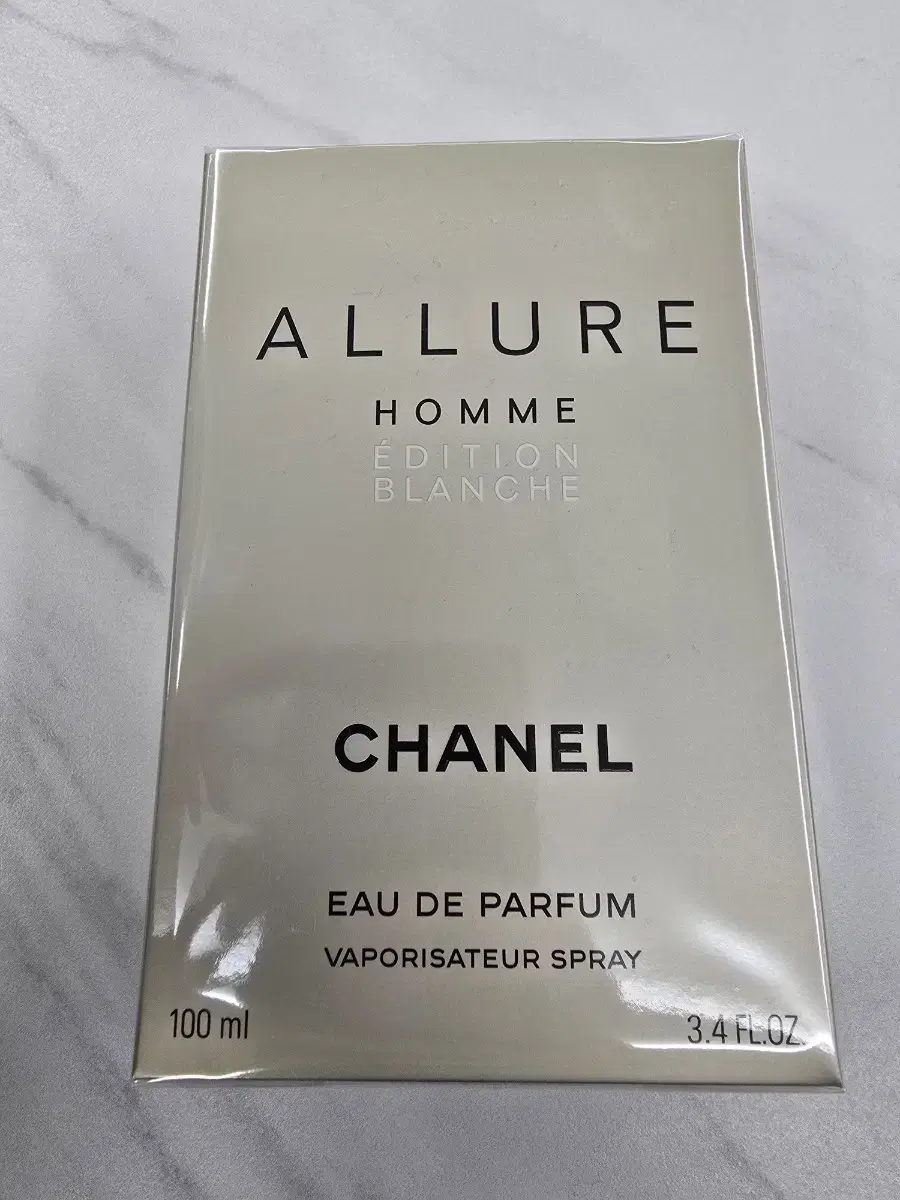 ALLURE
HOMME
ÉDITION
BLANCHE
CHANEL
EAU DE PARFUM
VAPORISATEUR SPRAY
100 ml
3.4 FL.OZ.